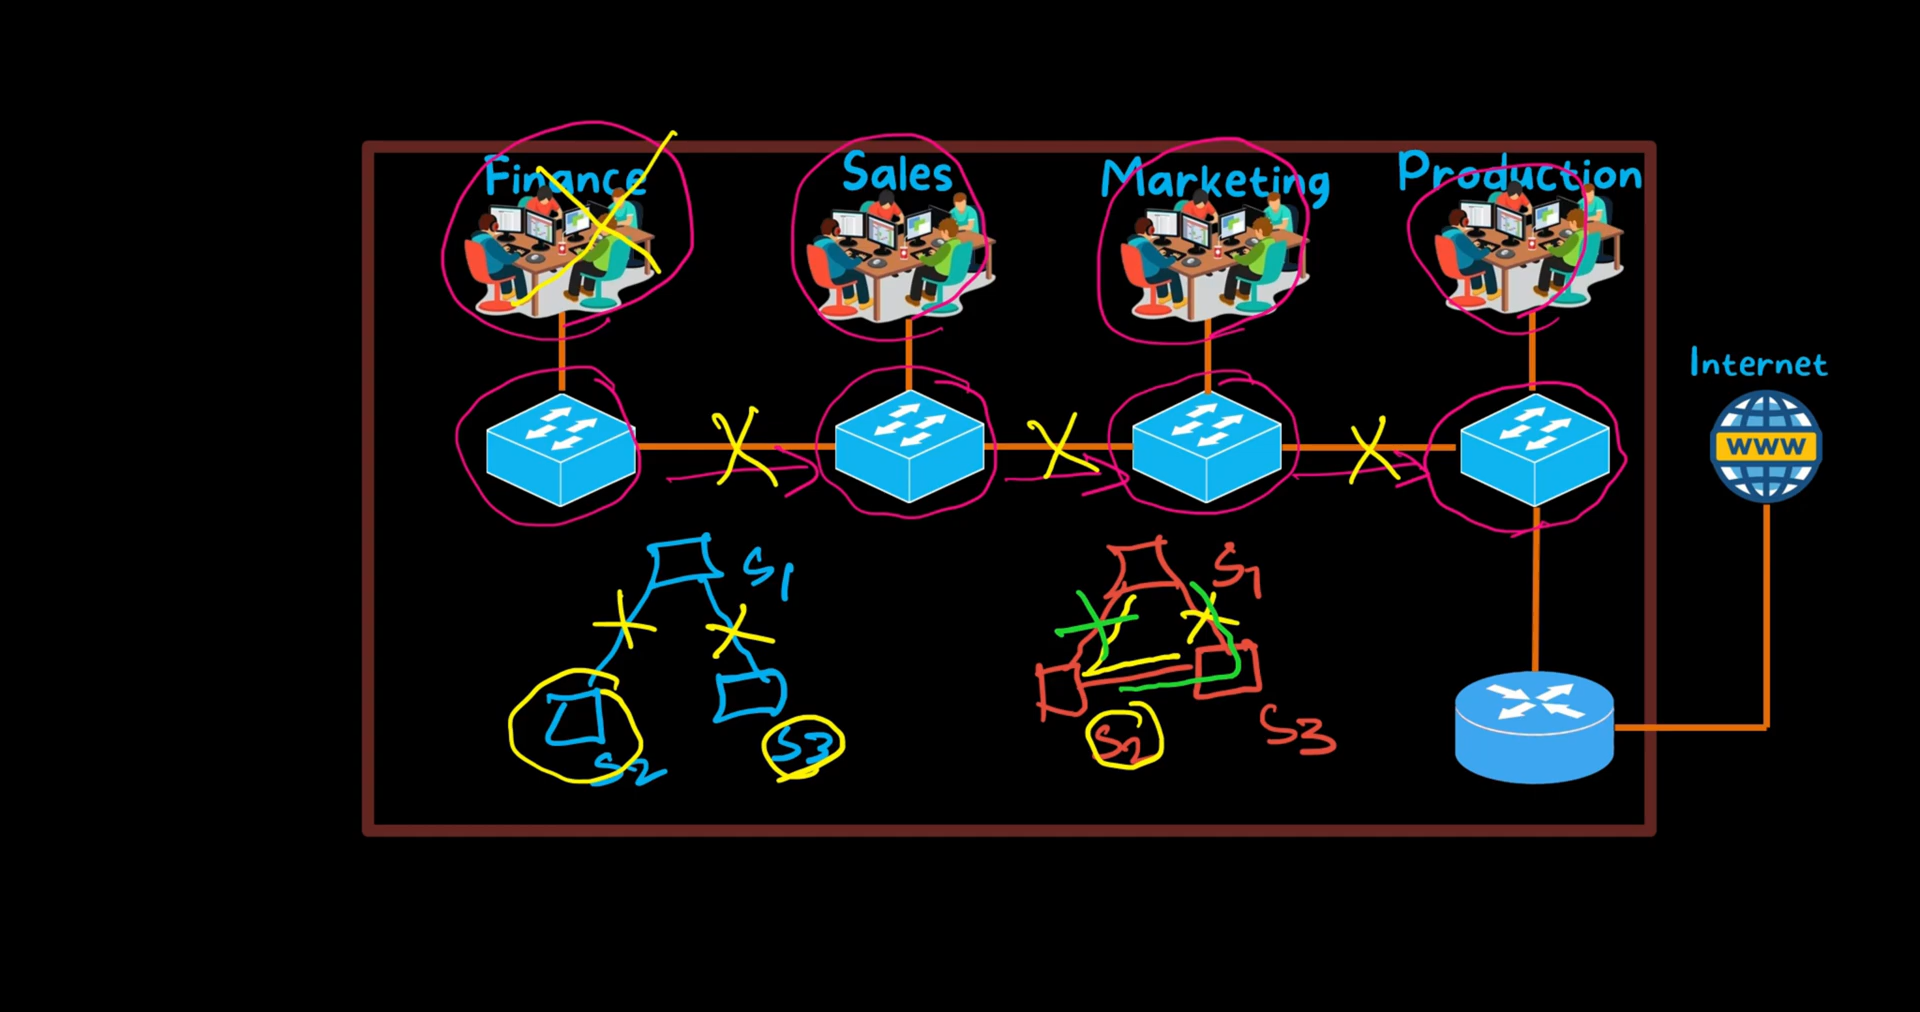 Finance
Sales
Marketing
Production
Internet
WWW
S1
S2
S3
S1
S2
S3